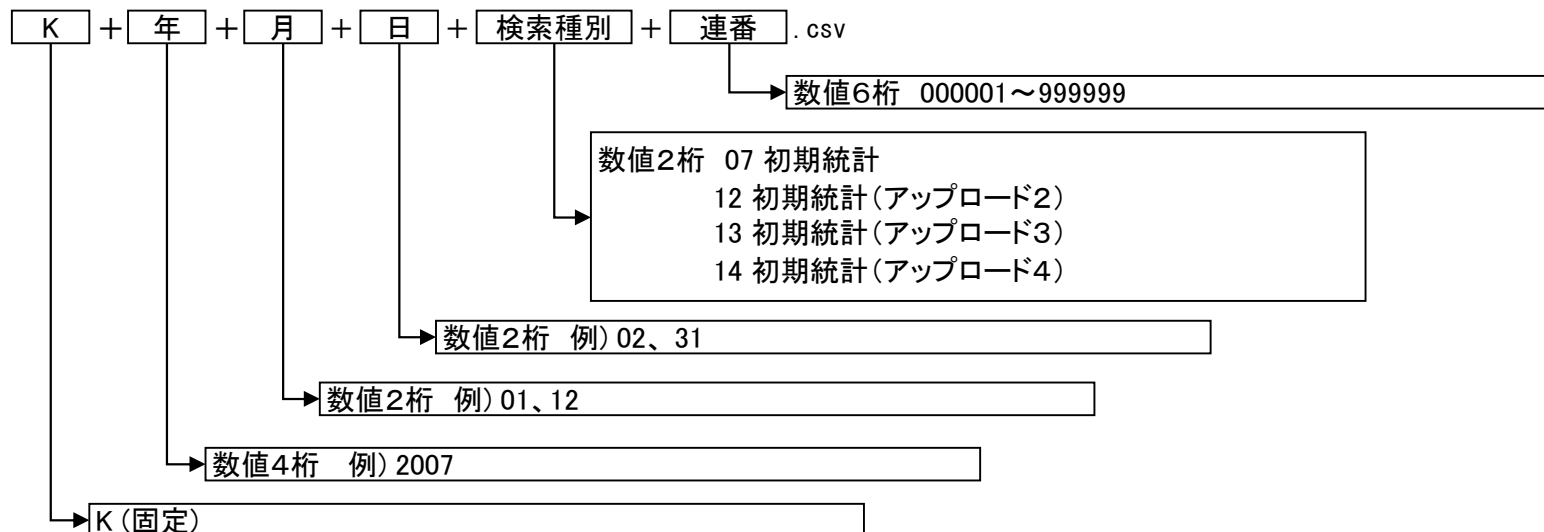 K＋年＋月＋日＋検索種別＋連番.csv
数値６桁 000001～999999
数値２桁 07 初期統計
12 初期統計（アップロード２）
13 初期統計（アップロード３）
14 初期統計（アップロード４）
数値２桁 例）02、31
数値２桁 例）01、12
数値４桁 例）2007
K（固定）